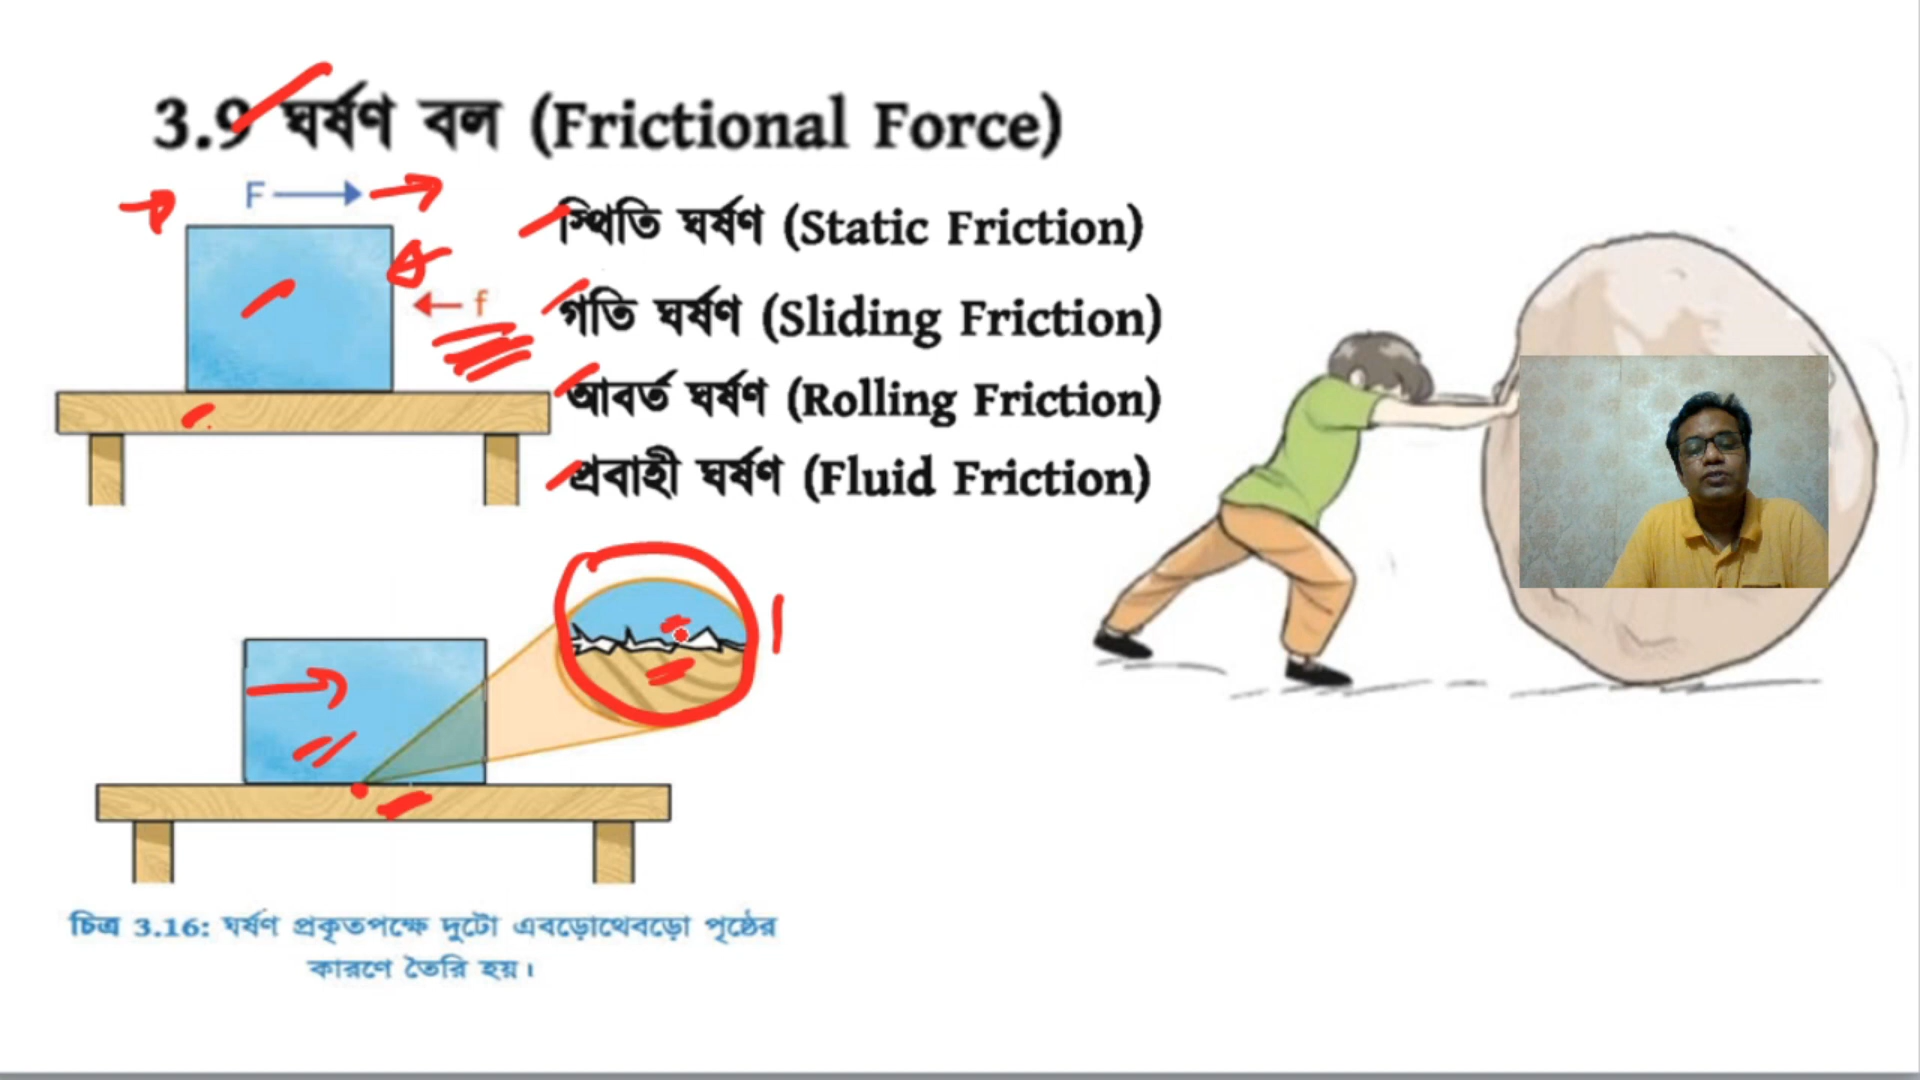 3.9 ঘর্ষণ বল (Frictional Force)
F
f
স্থিতি ঘর্ষণ (Static Friction)
গতি ঘর্ষণ (Sliding Friction)
আবর্ত ঘর্ষণ (Rolling Friction)
প্রবাহী ঘর্ষণ (Fluid Friction)
চিত্র 3.16: ঘর্ষণ প্রকৃতপক্ষে দুটো এবড়োথেবড়ো পৃষ্ঠের
কারণে তৈরি হয়।